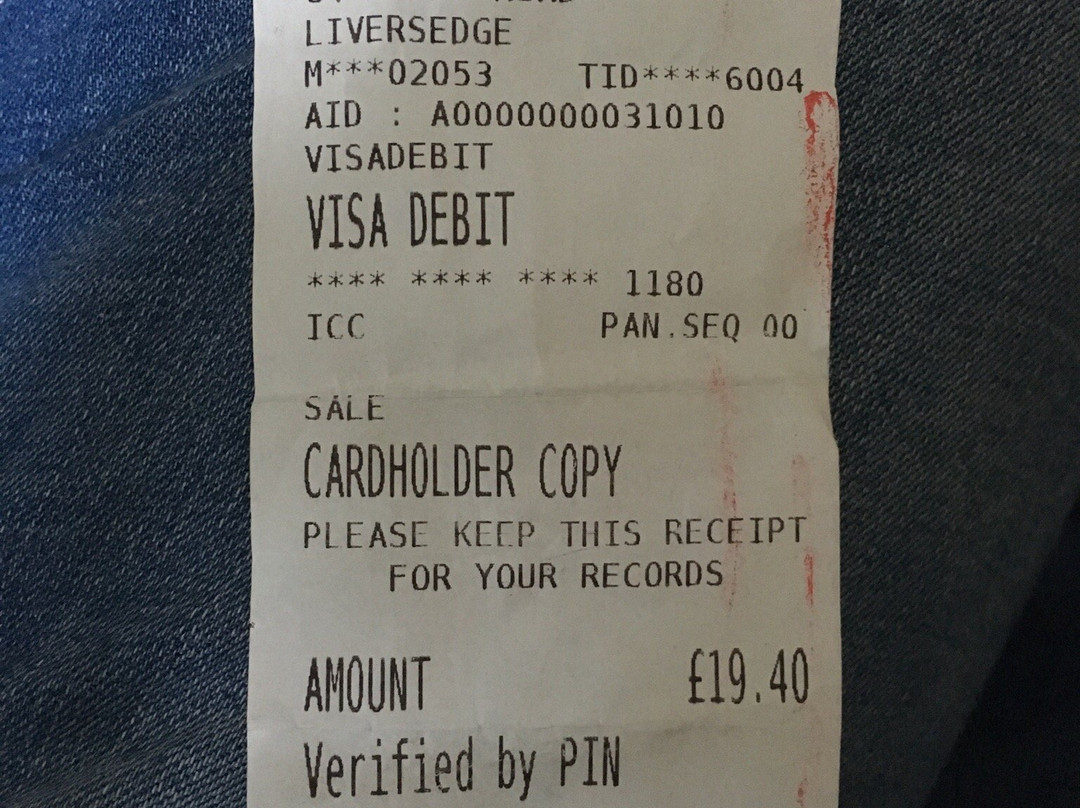 LIVERSEDGE
M***02053 TID****6004
AID : A0000000031010
VISADEBIT
VISA DEBIT
**** **** **** 1180
ICC PAN.SEQ 00
SALE
CARDHOLDER COPY
PLEASE KEEP THIS RECEIPT
FOR YOUR RECORDS
AMOUNT £19.40
Verified by PIN